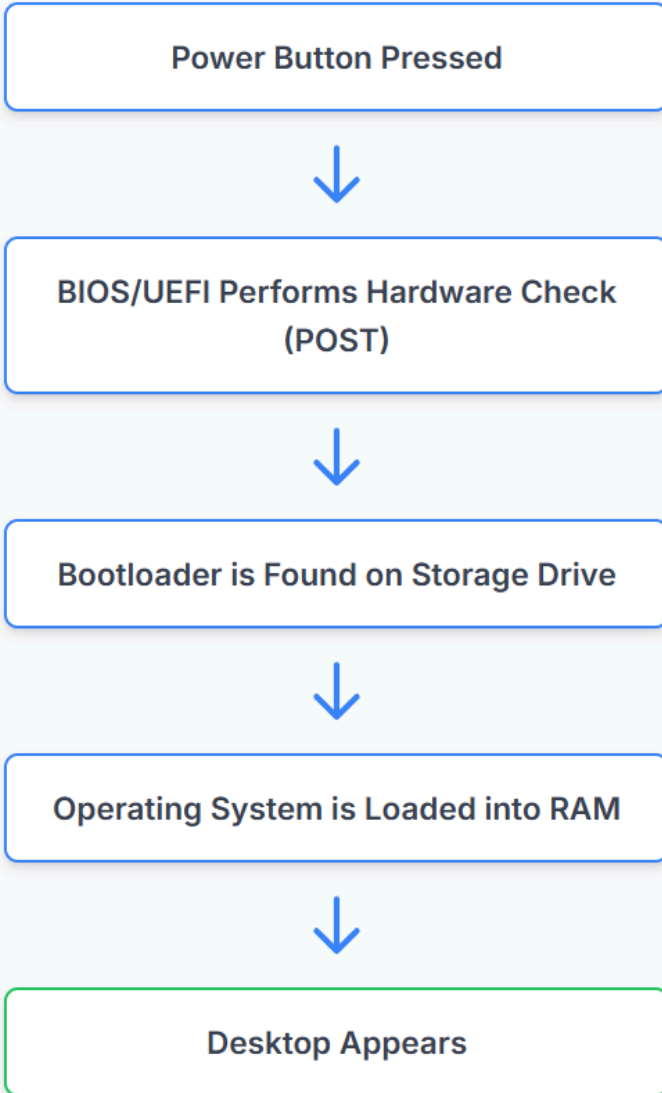 Power Button Pressed
BIOS/UEFI Performs Hardware Check
(POST)
Bootloader is Found on Storage Drive
Operating System is Loaded into RAM
Desktop Appears